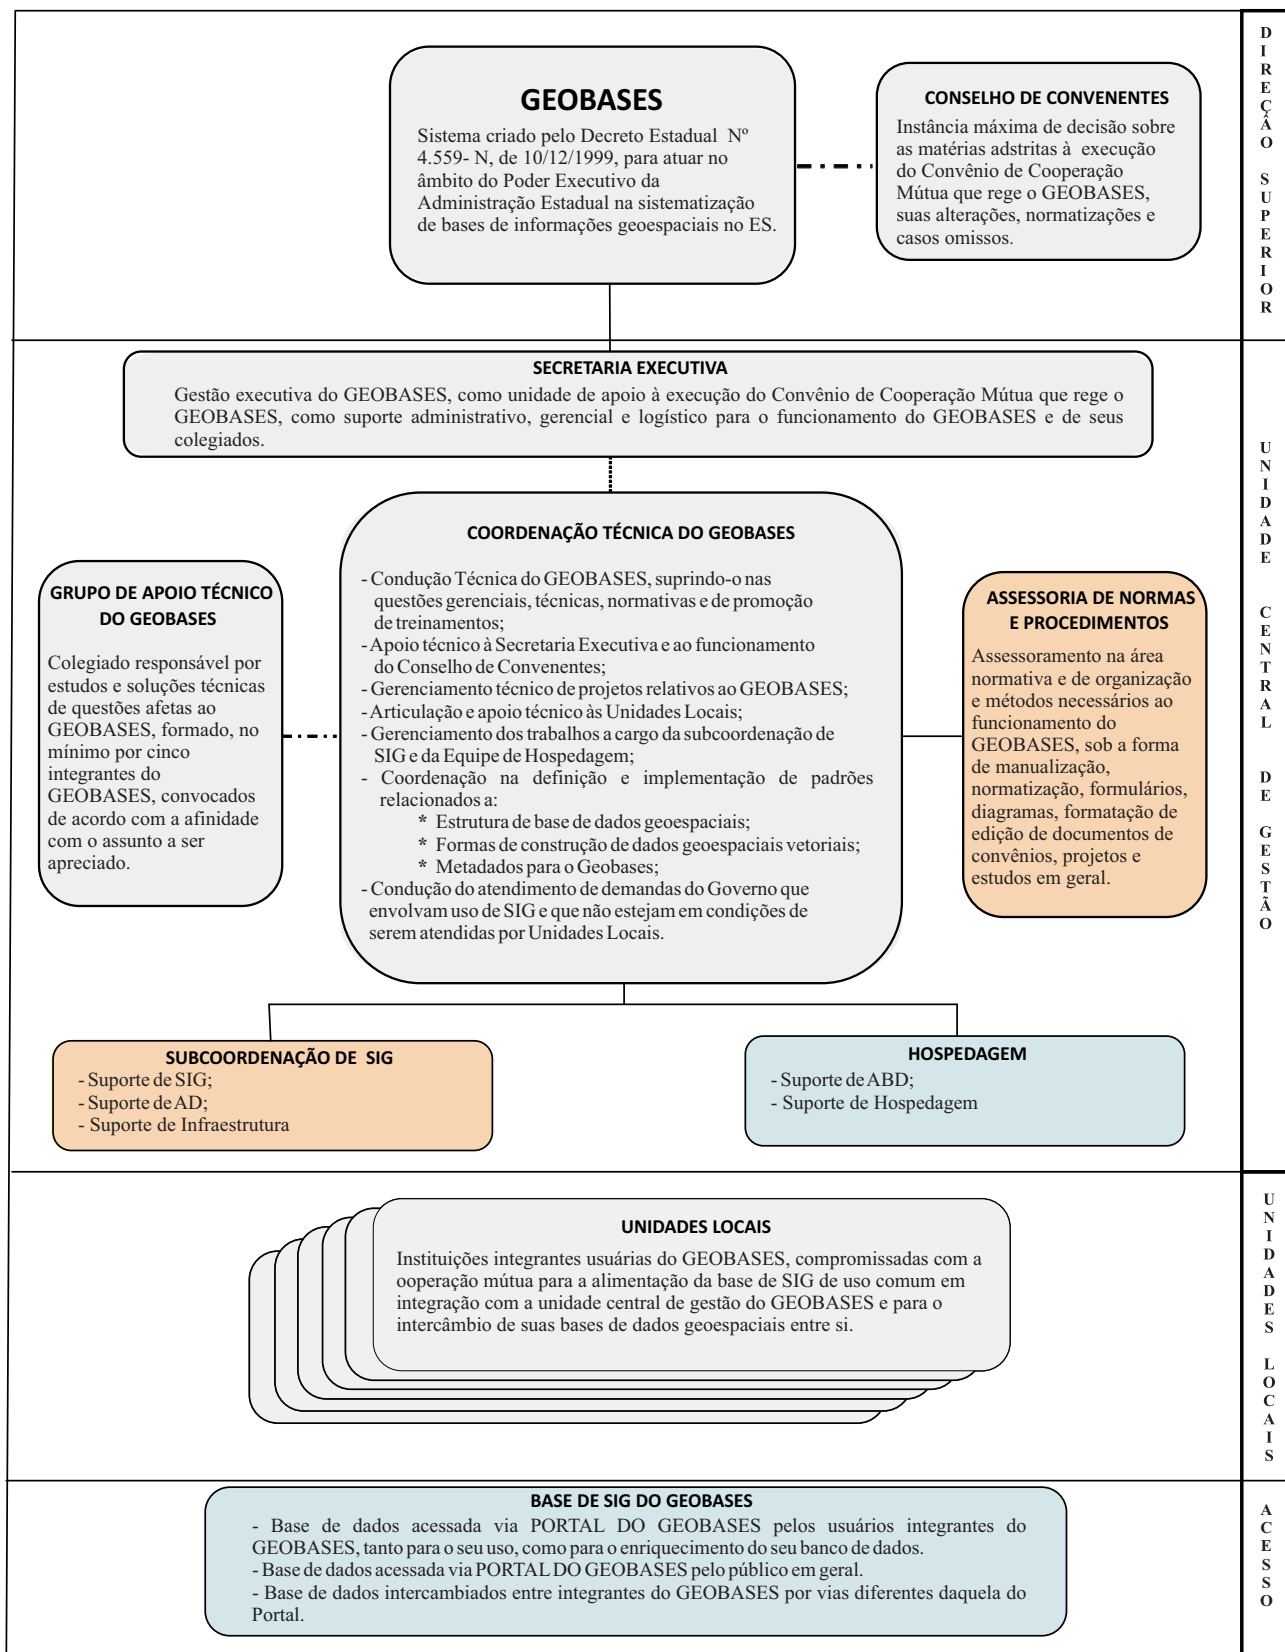 GEOBASES
Sistema criado pelo Decreto Estadual Nº
4.559- N, de 10/12/1999, para atuar no
âmbito do Poder Executivo da
Administração Estadual na sistematização
de bases de informações geoespaciais no ES.
CONSELHO DE CONVENENTES
Instância máxima de decisão sobre
as matérias adstritas à execução
do Convênio de Cooperação
Mútua que rege o GEOBASES,
suas alterações, normatizações e
casos omissos.
DIREÇÂO SUPERIOR
SECRETARIA EXECUTIVA
Gestão executiva do GEOBASES, como unidade de apoio à execução do Convênio de Cooperação Mútua que rege o
GEOBASES, como suporte administrativo, gerencial e logístico para o funcionamento do GEOBASES e de seus
colegiados.
GRUPO DE APOIO TÉCNICO
DO GEOBASES
Colegiado responsável por
estudos e soluções técnicas
de questões afetas ao
GEOBASES, formado, no
mínimo por cinco
integrantes do
GEOBASES, convocados
de acordo com a afinidade
com o assunto a ser
apreciado.
COORDENAÇÃO TÉCNICA DO GEOBASES
- Condução Técnica do GEOBASES, suprindo-o nas
questões gerenciais, técnicas, normativas e de promoção
de treinamentos;
- Apoio técnico à Secretaria Executiva e ao funcionamento
do Conselho de Convenentes;
- Gerenciamento técnico de projetos relativos ao GEOBASES;
- Articulação e apoio técnico às Unidades Locais;
- Gerenciamento dos trabalhos a cargo da subcoordenação de
SIG e da Equipe de Hospedagem;
- Coordenação na definição e implementação de padrões
relacionados a:
* Estrutura de base de dados geoespaciais;
* Formas de construção de dados geoespaciais vetoriais;
* Metadados para o Geobases;
- Condução do atendimento de demandas do Governo que
envolvam uso de SIG e que não estejam em condições de
serem atendidas por Unidades Locais.
ASSESSORIA DE NORMAS
E PROCEDIMENTOS
Assessoramento na área
normativa e de organização
e métodos necessários ao
funcionamento do
GEOBASES, sob a forma
de manualização,
normatização, formulários,
diagramas, formatação de
edição de documentos de
convênios, projetos e
estudos em geral.
UNIDADE CENTRAL DE GESTÃO
SUBCOORDENAÇÃO DE SIG
- Suporte de SIG;
- Suporte de AD;
- Suporte de Infraestrutura
HOSPEDAGEM
- Suporte de ABD;
- Suporte de Hospedagem
UNIDADES LOCAIS
Instituições integrantes usuárias do GEOBASES, compromissadas com a
ooperação mútua para a alimentação da base de SIG de uso comum em
integração com a unidade central de gestão do GEOBASES e para o
intercâmbio de suas bases de dados geoespaciais entre si.
UNIDADES LOCAIS
BASE DE SIG DO GEOBASES
- Base de dados acessada via PORTAL DO GEOBASES pelos usuários integrantes do
GEOBASES, tanto para o seu uso, como para o enriquecimento do seu banco de dados.
- Base de dados acessada via PORTAL DO GEOBASES pelo público em geral.
- Base de dados intercambiados entre integrantes do GEOBASES por vias diferentes daquela do
Portal.
ACESSO